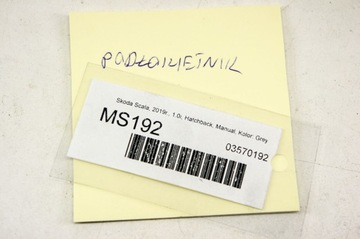 PODŁOKIETNIK
Skoda Scala, 2019r., 1.0i, Hatchback, Manual, Kolor: Grey
MS192
03570192